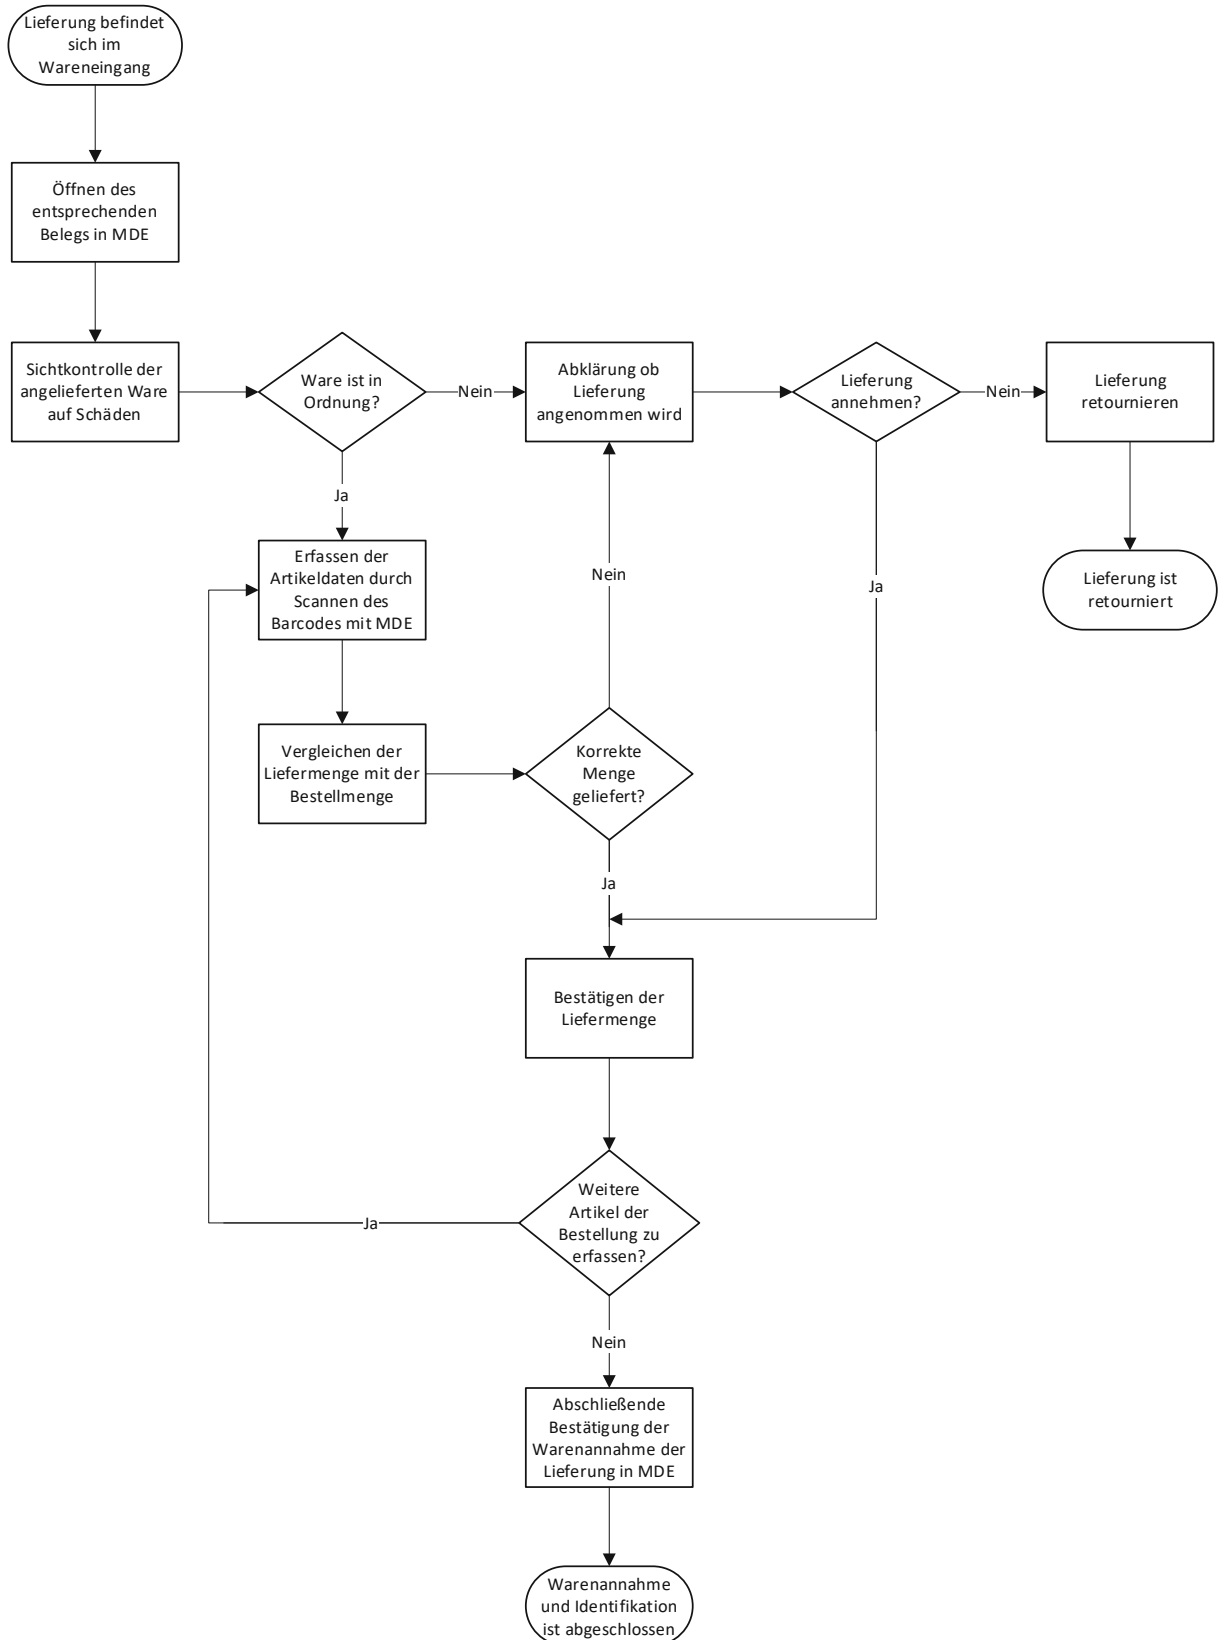 Lieferung befindet
sich im
Wareneingang
Öffnen des
entsprechenden
Belegs in MDE
Sichtkontrolle der
angelieferten Ware
auf Schäden
Ware ist in
Ordnung?
Nein
Abklärung ob
Lieferung
angenommen wird
Lieferung
annehmen?
Nein
Lieferung
retournieren
Ja
Erfassen der
Artikeldaten durch
Scannen des
Barcodes mit MDE
Nein
Ja
Lieferung ist
retourniert
Vergleichen der
Liefermenge mit der
Bestellmenge
Korrekte
Menge
geliefert?
Ja
Bestätigen der
Liefermenge
Weitere
Artikel der
Bestellung zu
erfassen?
Ja
Nein
Abschließende
Bestätigung der
Warenannahme der
Lieferung in MDE
Warenannahme
und Identifikation
ist abgeschlossen